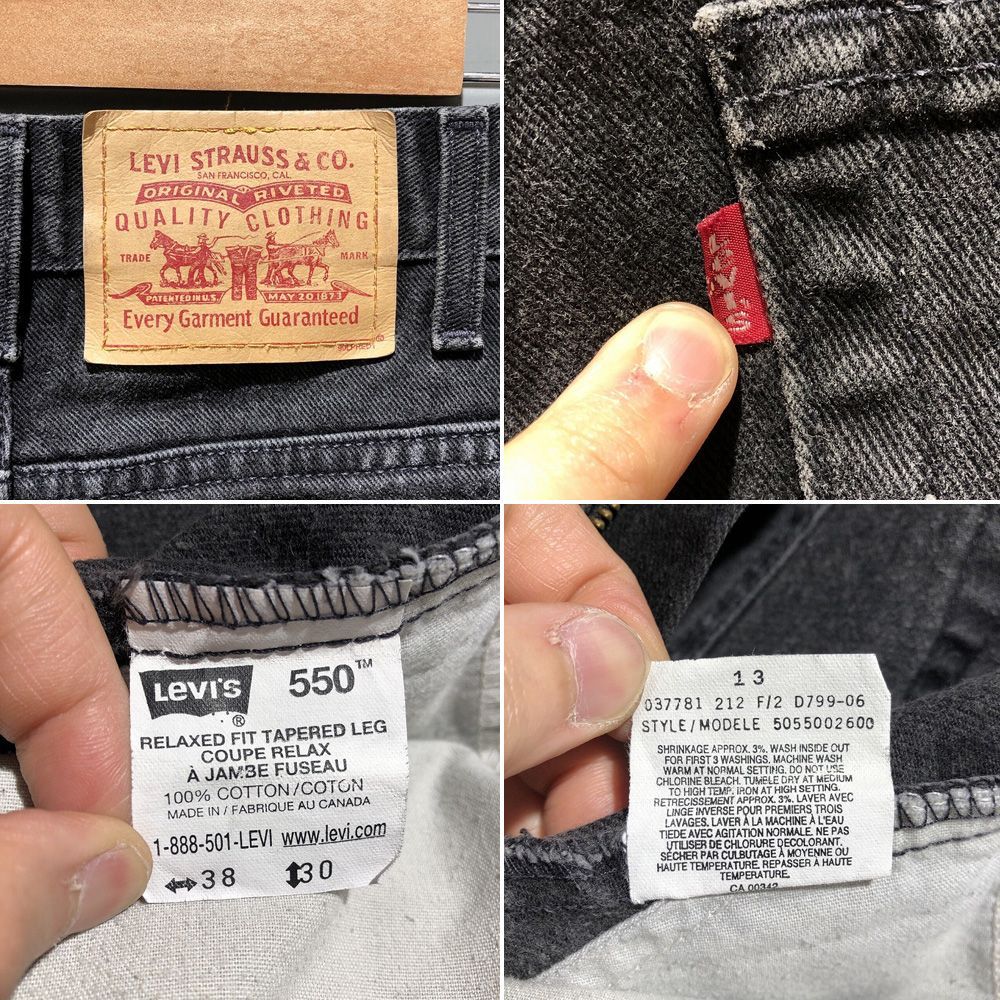 LEVI STRAUSS & CO.
SAN FRANCISCO, CAL.
ORIGINAL RIVETED
QUALITY CLOTHING
TRADE MARK
PATENTED IN U.S. MAY 20 1873
Every Garment Guaranteed
®
LEVI'S
LEVI'S 550™
®
RELAXED FIT TAPERED LEG
COUPE RELAX
À JAMBE FUSEAU
100% COTTON/COTON
MADE IN / FABRIQUE AU CANADA
1-888-501-LEVI www.levi.com
38 30
13
037781 212 F/2 D799-06
STYLE/MODELE 5055002600
SHRINKAGE APPROX. 3%. WASH INSIDE OUT
FOR FIRST 3 WASHINGS. MACHINE WASH
WARM AT NORMAL SETTING. DO NOT USE
CHLORINE BLEACH. TUMBLE DRY AT MEDIUM
TO HIGH TEMP. IRON AT HIGH SETTING.
RETRECISSEMENT APPROX. 3%. LAVER AVEC
LINGE INVERSE POUR PREMIERS TROIS
LAVAGES. LAVER À LA MACHINE À L'EAU
TIEDE AVEC AGITATION NORMALE. NE PAS
UTILISER DE CHLORURE DECOLORANT.
SÉCHER PAR CULBUTAGE À MOYENNE OU
HAUTE TEMPERATURE. REPASSER A HAUTE
TEMPERATURE.
CA 00342